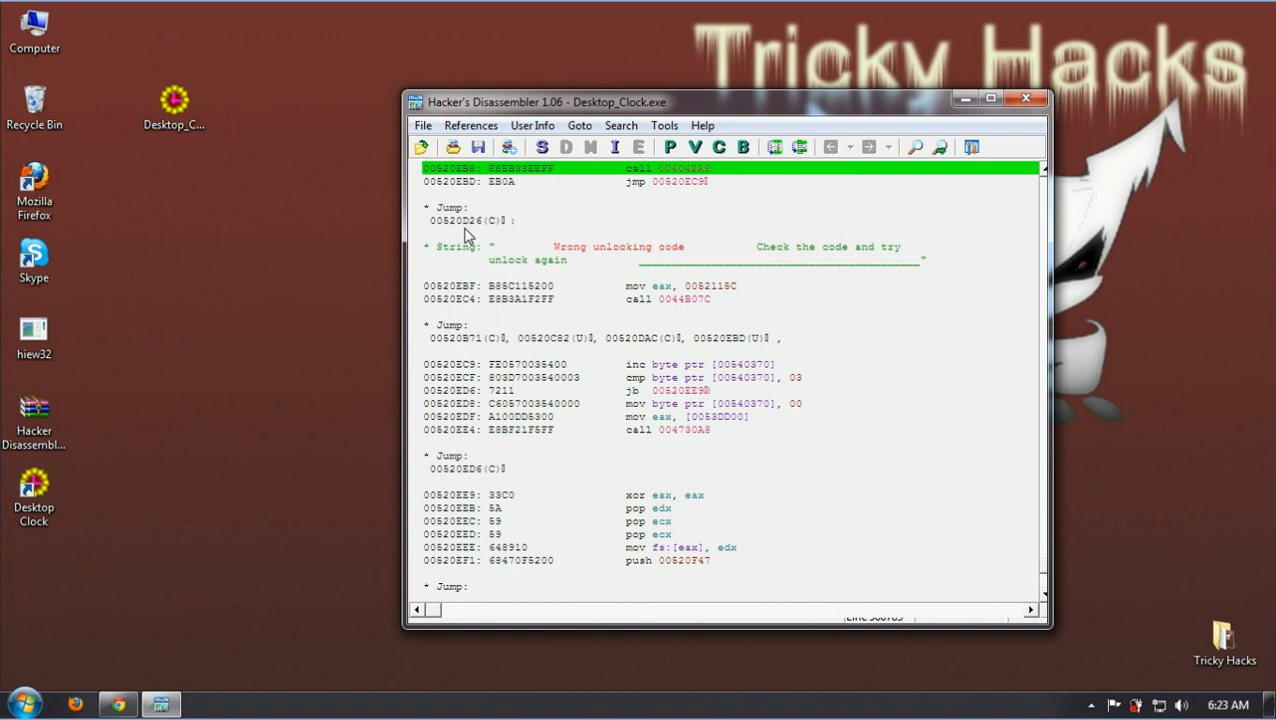 Tricky Hacks
Computer
Recycle Bin
Desktop_C...
Mozilla
Firefox
Skype
hiew32
Hacker
Disassembl...
Desktop
Clock
Hacker's Disassembler 1.06 - Desktop_Clock.exe
File References User Info Goto Search Tools Help
S D M I E P V C B
00520EB8: E8EB33EEFF call 004042A8
00520EBD: EB0A jmp 00520EC9
* Jump:
00520D26(C) :
* String: " Wrong unlocking code Check the code and try
unlock again ___________________________________________"
00520EBF: B85C115200 mov eax, 0052115C
00520EC4: E8B3A1F2FF call 0044B07C
* Jump:
00520B71(C), 00520C82(U), 00520DAC(C), 00520EBD(U) ,
00520EC9: FE0570035400 inc byte ptr [00540370]
00520ECF: 803D7003540003 cmp byte ptr [00540370], 03
00520ED6: 7211 jb 00520EE9
00520ED8: C6057003540000 mov byte ptr [00540370], 00
00520EDF: A100DD5300 mov eax, [0053DD00]
00520EE4: E8BF21F5FF call 004730A8
* Jump:
00520ED6(C)
00520EE9: 33C0 xor eax, eax
00520EEB: 5A pop edx
00520EEC: 59 pop ecx
00520EED: 59 pop ecx
00520EEE: 648910 mov fs:[eax], edx
00520EF1: 68470F5200 push 00520F47
* Jump:
Tricky Hacks
6:23 AM